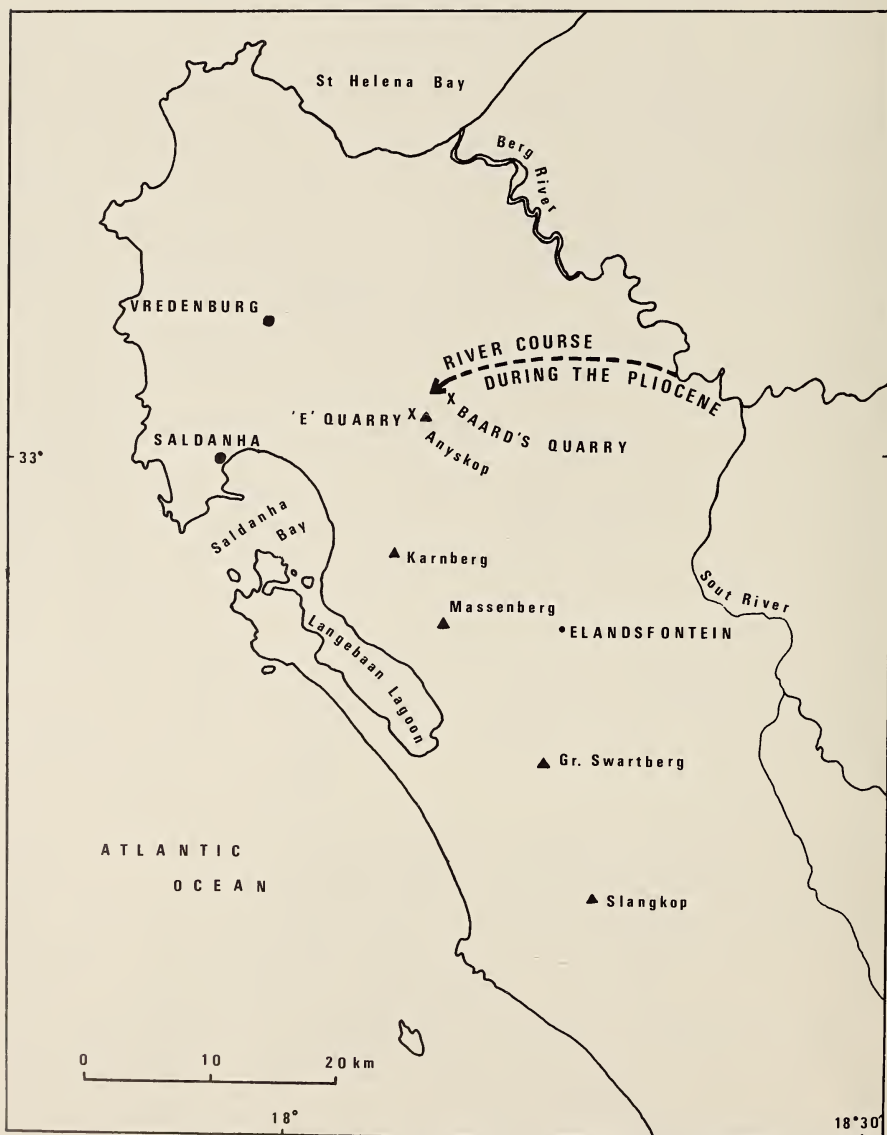 St Helena Bay
Berg River
VREDENBURG
RIVER COURSE
DURING THE PLIOCENE
'E' QUARRY X
X BAARD'S QUARRY
Anyskop
33°
SALDANHA
Saldanha
Bay
Karnberg
Massenberg
Sout River
ELANDSFONTEIN
Langebaan Lagoon
Gr. Swartberg
ATLANTIC
OCEAN
Slangkop
0 10 20 km
18°
18°30'